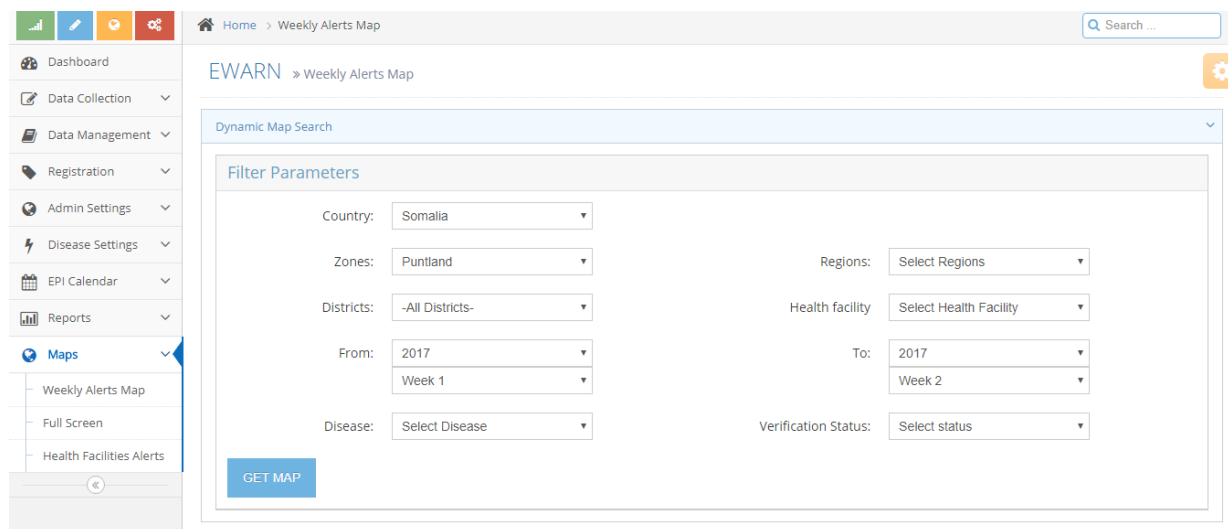 Home > Weekly Alerts Map
Search ...
Dashboard
Data Collection
Data Management
Registration
Admin Settings
Disease Settings
EPI Calendar
Reports
Maps
Weekly Alerts Map
Full Screen
Health Facilities Alerts
EWARN » Weekly Alerts Map
Dynamic Map Search
Filter Parameters
Country: Somalia
Zones: Puntland Regions: Select Regions
Districts: -All Districts- Health facility Select Health Facility
From: 2017 To: 2017
Week 1 Week 2
Disease: Select Disease Verification Status: Select status
GET MAP